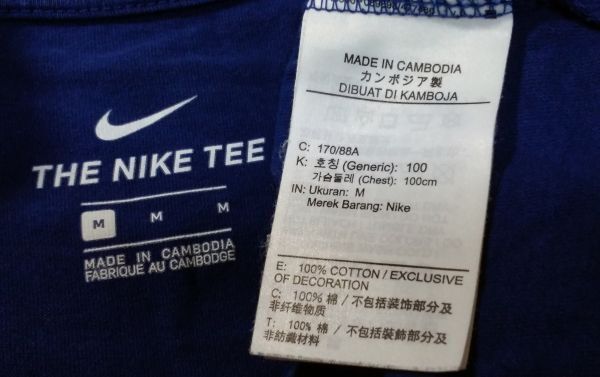 THE NIKE TEE
M M M
MADE IN CAMBODIA
FABRIQUE AU CAMBODGE
MADE IN CAMBODIA
カンボジア製
DIBUAT DI KAMBOJA
C: 170/88A
K: 호칭 (Generic): 100
가슴둘레 (Chest): 100cm
IN: Ukuran: M
Merek Barang: Nike
E: 100% COTTON / EXCLUSIVE
OF DECORATION
C: 100% 棉 / 不包括装饰部分及
非纤维物质
T: 100% 棉 / 不包括裝飾部分及
非紡織材料